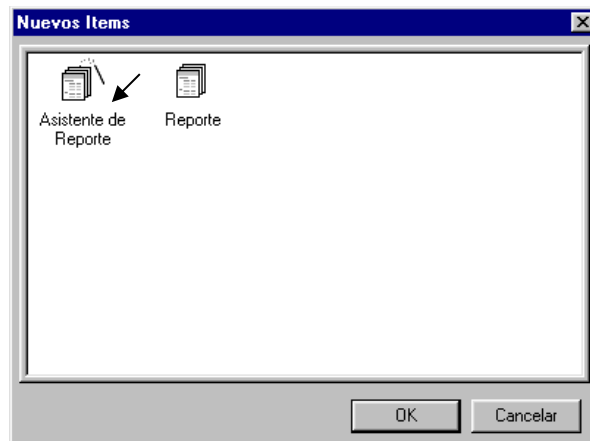 Nuevos Items
Asistente de
Reporte
Reporte
OK
Cancelar